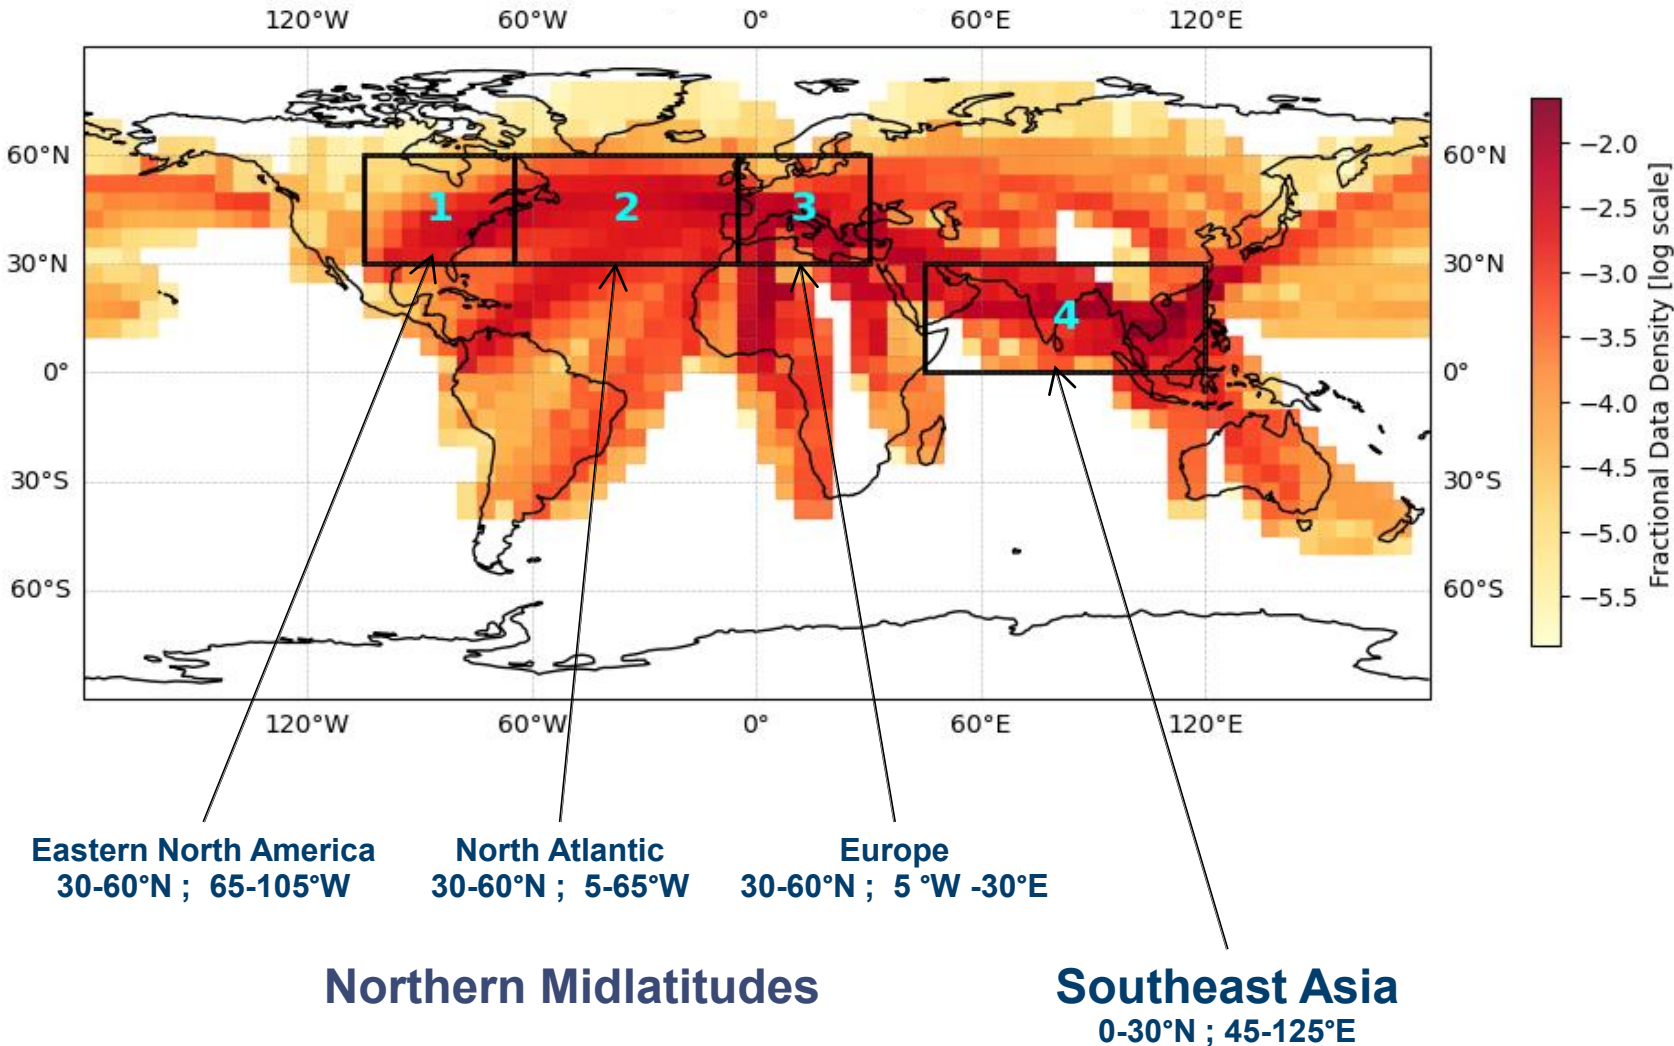 120°W 60°W 0° 60°E 120°E
60°N 60°N
30°N 30°N
0° 0°
30°S 30°S
60°S 60°S
120°W 60°W 0° 60°E 120°E
1 2 3 4
−2.0
−2.5
−3.0
−3.5
−4.0
−4.5
−5.0
−5.5
Fractional Data Density [log scale]
Eastern North America
30-60°N ; 65-105°W
North Atlantic
30-60°N ; 5-65°W
Europe
30-60°N ; 5 °W -30°E
Northern Midlatitudes
Southeast Asia
0-30°N ; 45-125°E